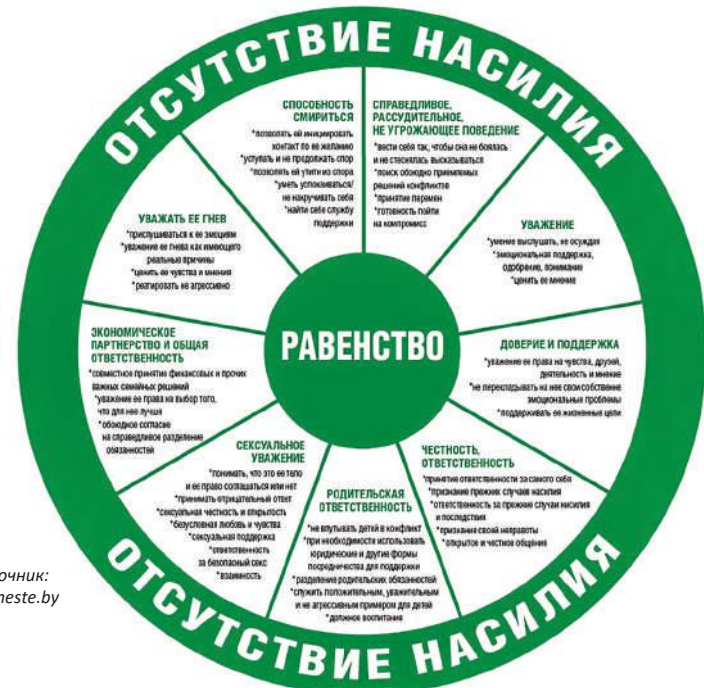 ОТСУТСТВИЕ НАСИЛИЯ
СПОСОБНОСТЬ
СМИРИТЬСЯ
*позволять ей инициировать
контакт по ее желанию
*уступать и не продолжать спор
*позволять ей уйти из спора
*уметь успокаиваться/
не накручивать себя
*найти себе службу
поддержки
СПРАВЕДЛИВОЕ,
РАССУДИТЕЛЬНОЕ,
НЕ УГРОЖАЮЩЕЕ ПОВЕДЕНИЕ
*вести себя так, чтобы она не боялась
и не стеснялась высказываться
*поиск обоюдно приемлемых
решений конфликтов
*принятие перемен
*готовность пойти
на компромисс
УВАЖЕНИЕ
*умение выслушать, не осуждая
*эмоциональная поддержка,
одобрение, понимание
*ценить ее мнение
ДОВЕРИЕ И ПОДДЕРЖКА
*уважение ее права на чувства, друзей,
деятельность и мнение
*не перекладывать на нее свои собственне
эмоциональные проблемы
*поддерживать ее жизненные цели
ЧЕСТНОСТЬ,
ОТВЕТСТВЕННОСТЬ
*принятие ответственности за самого себя
*признание прежних случаев насилия
*ответственность за прежние случаи насилия
и последствия
*признания своей неправоты
*открытое и честное общение
РОДИТЕЛЬСКАЯ
ОТВЕТСТВЕННОСТЬ
*не впутывать детей в конфликт
*при необходимости использовать
юридические и другие формы
посредничества для поддержки
*разделение родительских обязанностей
*служить положительным, уважительным
и не агрессивным примером для детей
*должное воспитание
СЕКСУАЛЬНОЕ
УВАЖЕНИЕ
*понимать, что это ее тело
и ее право соглашаться или нет
*принимать отрицательный ответ
*сексуальная честность и открытость
*безусловная любовь и чувства
*сексуальная поддержка
*ответственность
за безопасный секс
*взаимность
ЭКОНОМИЧЕСКОЕ
ПАРТНЕРСТВО И ОБЩАЯ
ОТВЕТСТВЕННОСТЬ
*совместное принятие финансовых и прочих
важных семейных решений
*уважение ее права на выбор того,
что для нее лучше
*обоюдное согласие
на справедливое разделение
обязанностей
УВАЖАТЬ ЕЕ ГНЕВ
*прислушиваться к ее эмоциям
*уважение ее гнева как имеющего
реальные причины
*ценить ее чувства и мнения
*реагировать не агрессивно
РАВЕНСТВО
ОТСУТСТВИЕ НАСИЛИЯ
очник:
neste.by